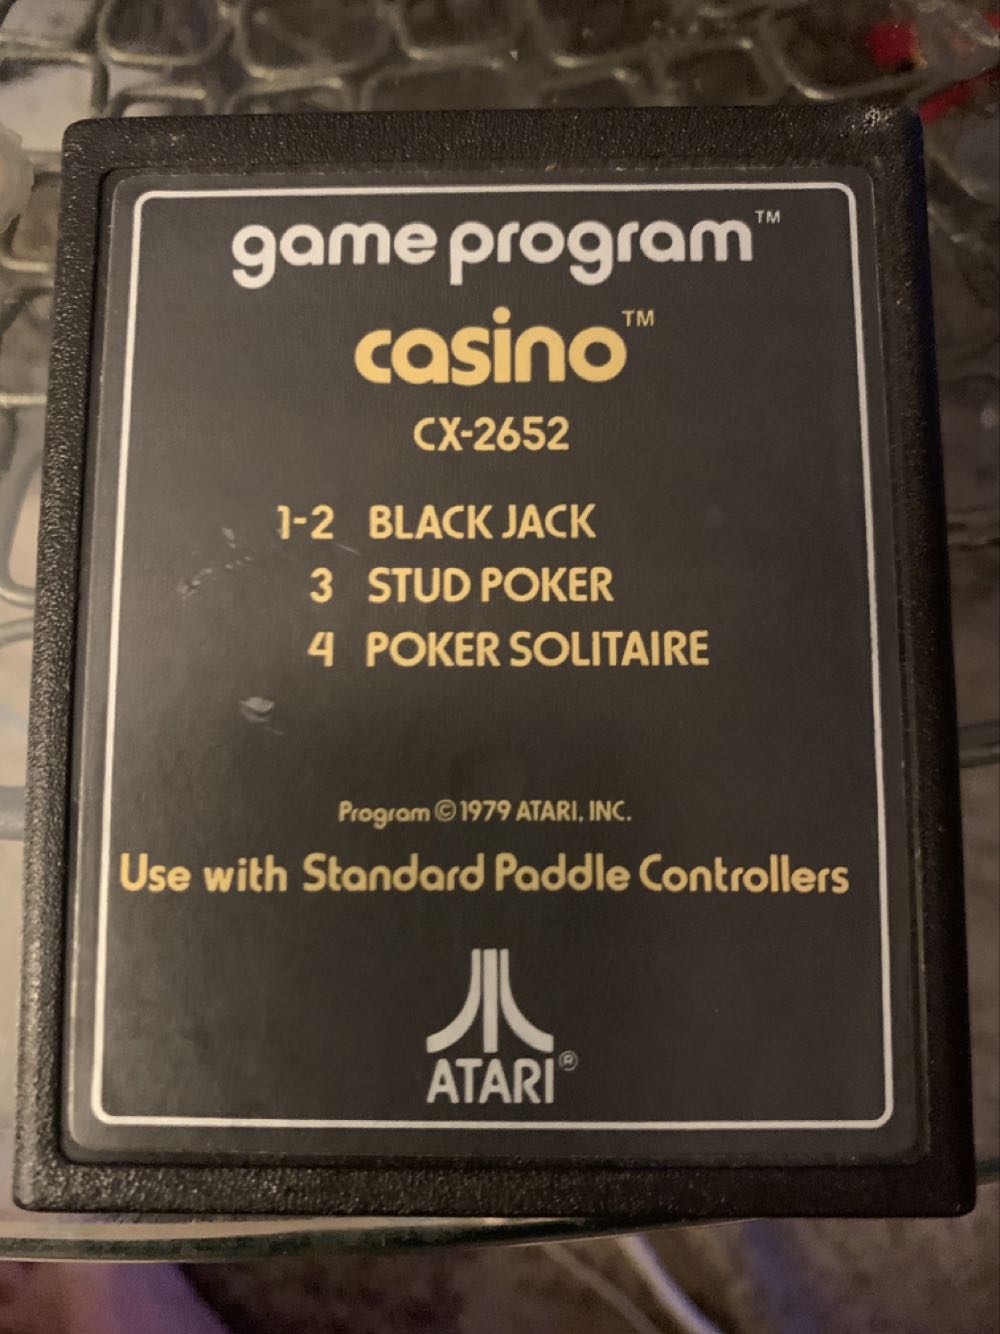 game program™
casino™
CX-2652
1-2 BLACK JACK
3 STUD POKER
4 POKER SOLITAIRE
Program © 1979 ATARI, INC.
Use with Standard Paddle Controllers
ATARI®